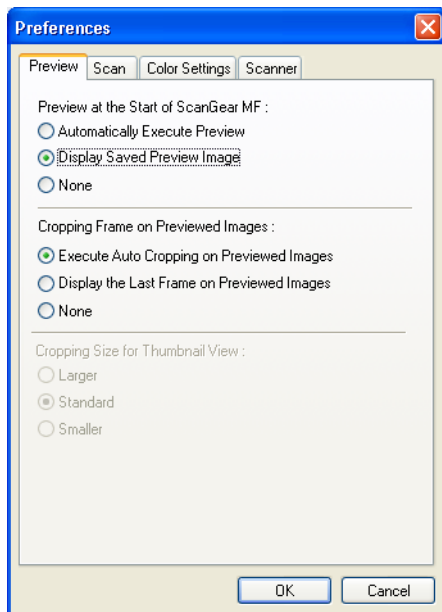 Preferences
Preview Scan Color Settings Scanner
Preview at the Start of ScanGear MF :
Automatically Execute Preview
Display Saved Preview Image
None
Cropping Frame on Previewed Images :
Execute Auto Cropping on Previewed Images
Display the Last Frame on Previewed Images
None
Cropping Size for Thumbnail View :
Larger
Standard
Smaller
OK Cancel